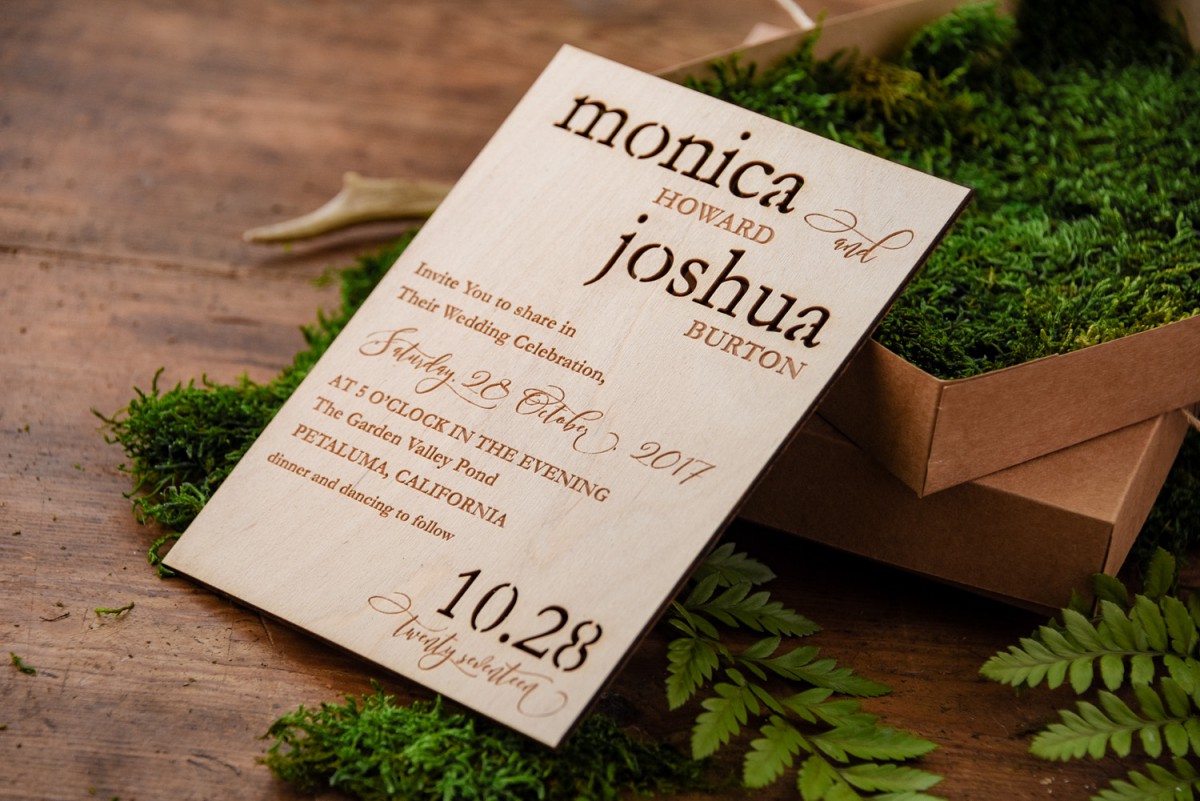 monica
HOWARD and
joshua
BURTON
Invite You to share in
Their Wedding Celebration,
Saturday, 28 October, 2017
AT 5 O'CLOCK IN THE EVENING
The Garden Valley Pond
PETALUMA, CALIFORNIA
dinner and dancing to follow
10.28
twenty seventeen